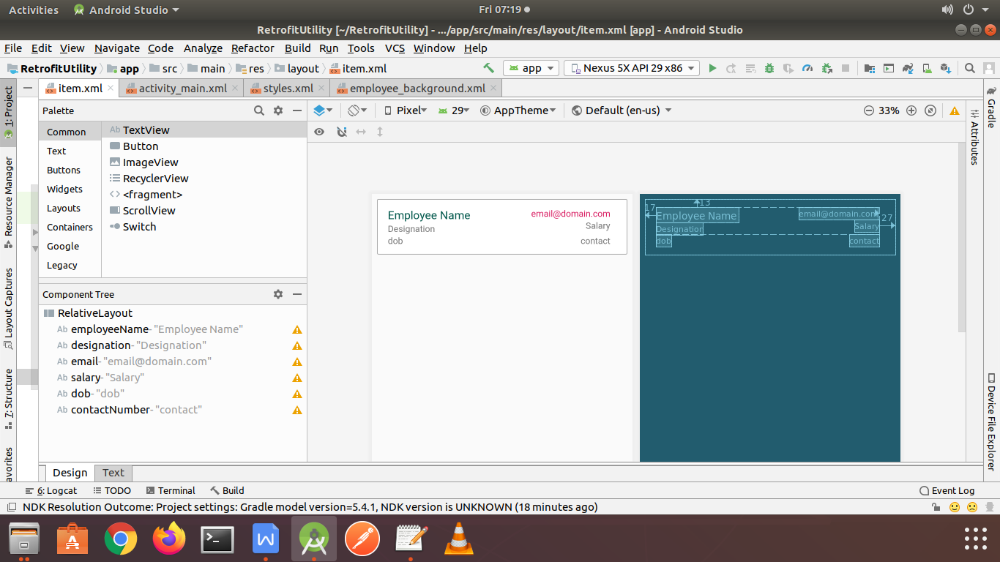 Activities Android Studio Fri 07:19
RetrofitUtility [~/RetrofitUtility] - .../app/src/main/res/layout/item.xml [app] - Android Studio
File Edit View Navigate Code Analyze Refactor Build Run Tools VCS Window Help
RetrofitUtility app src main res layout item.xml app Nexus 5X API 29 x86
item.xml activity_main.xml styles.xml employee_background.xml
1: Project
Resource Manager
Layout Captures
7: Structure
avorites
Palette
Common
Text
Buttons
Widgets
Layouts
Containers
Google
Legacy
Ab TextView
Button
ImageView
RecyclerView
<fragment>
ScrollView
Switch
Component Tree
RelativeLayout
Ab employeeName- "Employee Name"
Ab designation- "Designation"
Ab email- "email@domain.com"
Ab salary- "Salary"
Ab dob- "dob"
Ab contactNumber- "contact"
Pixel 29 AppTheme Default (en-us) 33%
Employee Name email@domain.com
Designation Salary
dob contact
13
17 27
Employee Name email@domain.com
Designation Salary
dob contact
Gradle
Attributes
Device File Explorer
Design Text
6: Logcat TODO Terminal Build Event Log
NDK Resolution Outcome: Project settings: Gradle model version=5.4.1, NDK version is UNKNOWN (18 minutes ago)